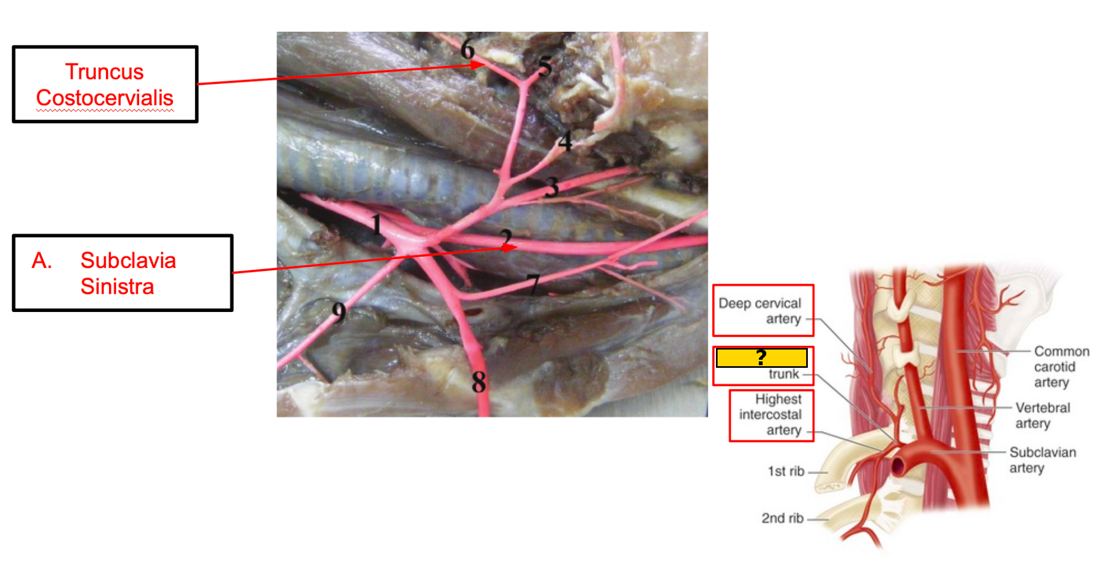 Truncus
Costocervialis
A. Subclavia
Sinistra
6
5
4
3
1
2
7
9
8
Deep cervical
artery
?
trunk
Highest
intercostal
artery
1st rib
2nd rib
Common
carotid
artery
Vertebral
artery
Subclavian
artery